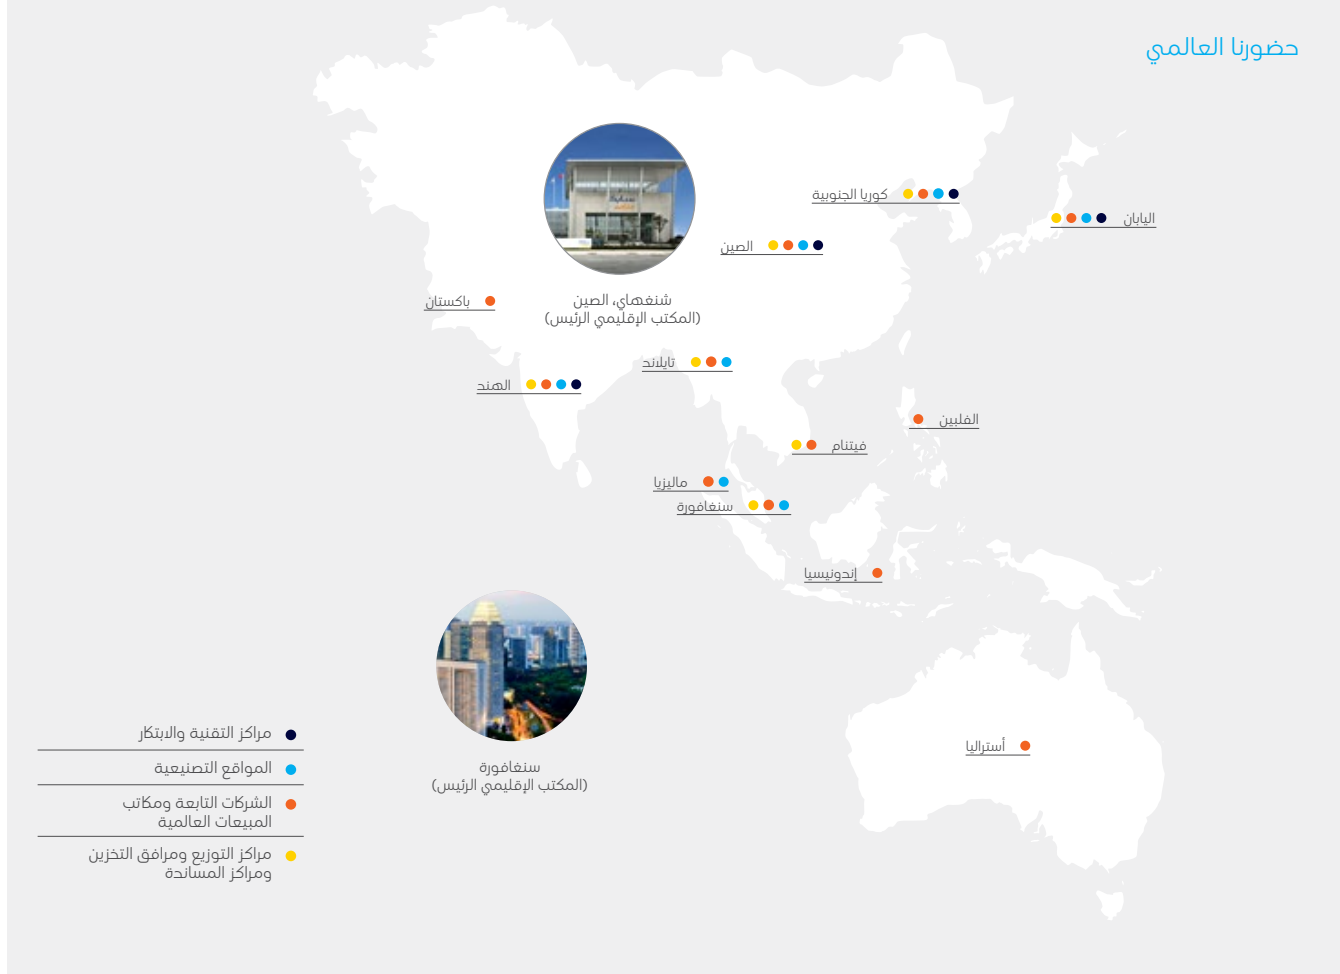 حضورنا العالمي
كوريا الجنوبية
اليابان
الصين
شنغهاي، الصين
(المكتب الإقليمي الرئيس)
باكستان
تايلاند
الهند
الفلبين
فيتنام
ماليزيا
سنغافورة
إندونيسيا
أستراليا
سنغافورة
(المكتب الإقليمي الرئيس)
مراكز التقنية والابتكار
المواقع التصنيعية
الشركات التابعة ومكاتب
المبيعات العالمية
مراكز التوزيع ومرافق التخزين
ومراكز المساندة